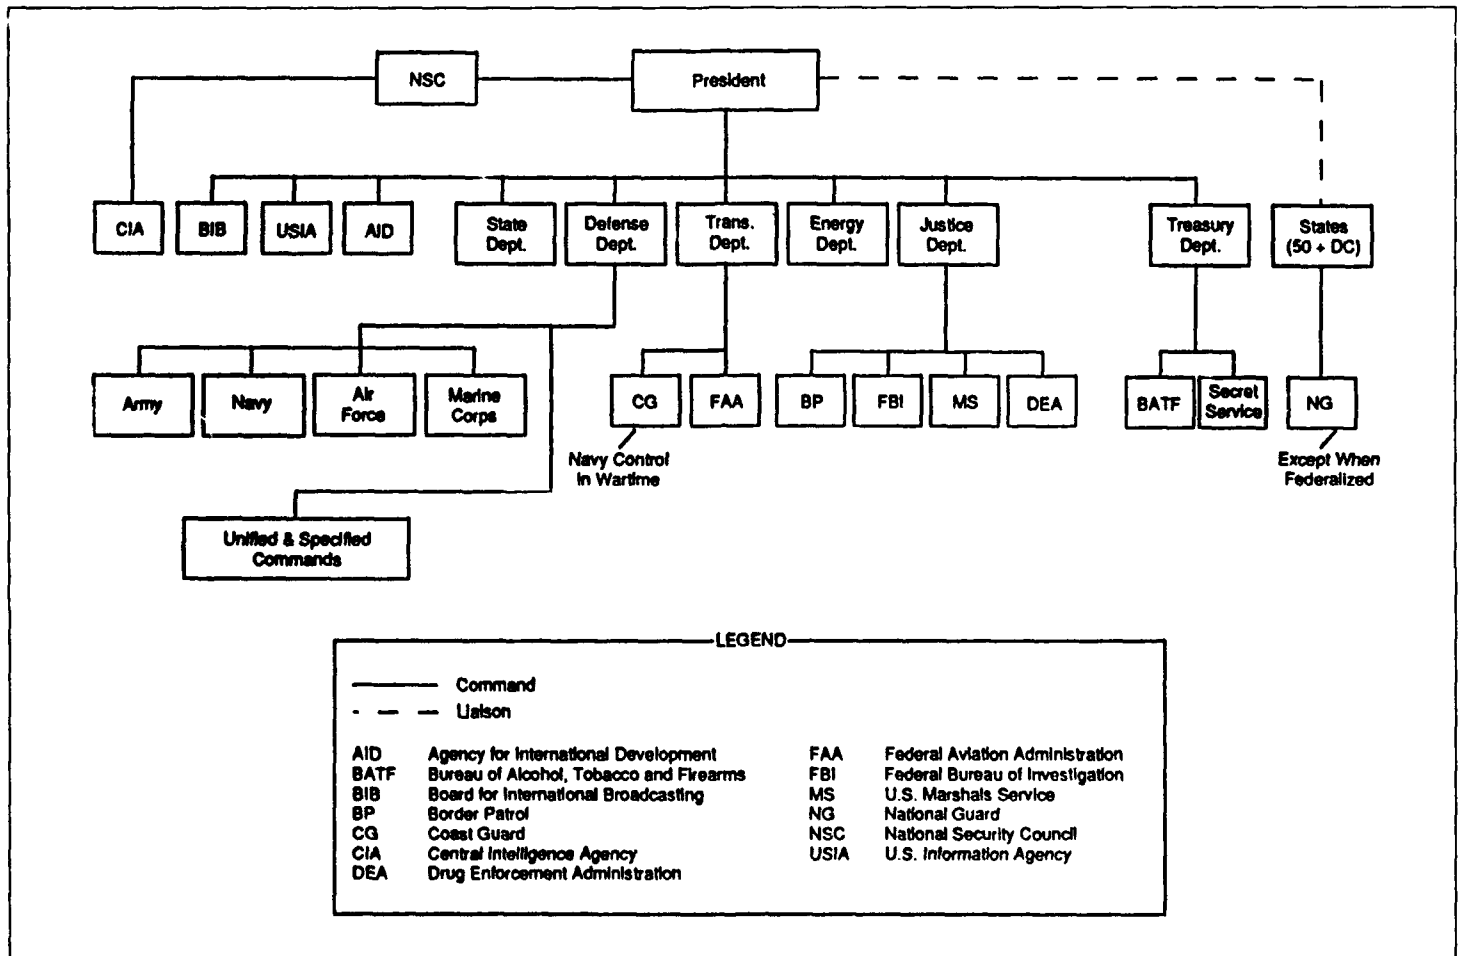 NSC
President
CIA
BIB
USIA
AID
State
Dept.
Defense
Dept.
Trans.
Dept.
Energy
Dept.
Justice
Dept.
Treasury
Dept.
States
(50 + DC)
Army
Navy
Air
Force
Marine
Corps
CG
FAA
BP
FBI
MS
DEA
BATF
Secret
Service
NG
Navy Control
In Wartime
Except When
Federalized
Unified & Specified
Commands
LEGEND
Command
Liaison
AID Agency for International Development
BATF Bureau of Alcohol, Tobacco and Firearms
BIB Board for International Broadcasting
BP Border Patrol
CG Coast Guard
CIA Central Intelligence Agency
DEA Drug Enforcement Administration
FAA Federal Aviation Administration
FBI Federal Bureau of Investigation
MS U.S. Marshals Service
NG National Guard
NSC National Security Council
USIA U.S. Information Agency